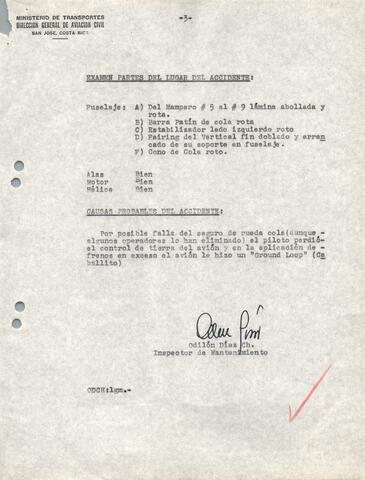 MINISTERIO DE TRANSPORTES
DIRECCION GENERAL DE AVIACION CIVIL
SAN JOSE, COSTA RICA
-3-
EXAMEN PARTES DEL LUGAR DEL ACCIDENTE:
Fuselaje: A) Del Mamparo # 5 al # 9 lámina abollada y
rota.
B) Barra Patín de cola rota
C) Estabilizador lado izquierdo roto
D) Fairing del Vertical fin doblado y arran
cado de su soporte en fuselaje.
F) Cono de Cola roto.
Alas Bien
Motor Bien
Hélice Bien
CAUSAS PROBABLES DEL ACCIDENTE:
Por posible falla del seguro de rueda cola(aunque-
algunos operadores lo han eliminado) el piloto perdió-
el control de tierra del avión y en la aplicación de-
frenos en exceso el avión le hizo un "Ground Loop" (Ca
ballito)
Odilón Díaz Ch.
Inspector de Mantenimiento
ODCH:lgm.-